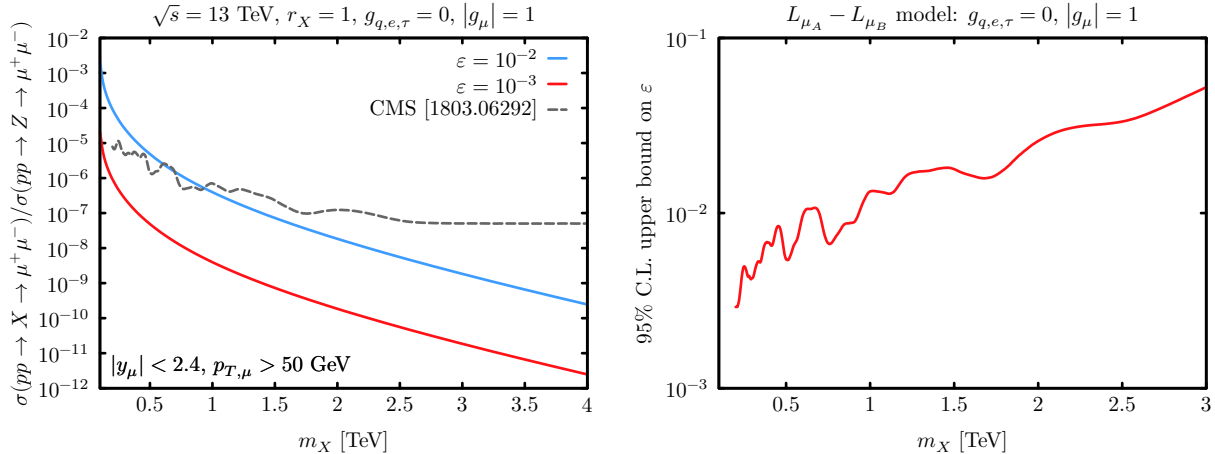 √s = 13 TeV, r_X = 1, g_{q,e,τ} = 0, |g_μ| = 1
σ(pp → X → μ⁺μ⁻)/σ(pp → Z → μ⁺μ⁻)
10⁻²
10⁻³
10⁻⁴
10⁻⁵
10⁻⁶
10⁻⁷
10⁻⁸
10⁻⁹
10⁻¹⁰
10⁻¹¹
10⁻¹²
ε = 10⁻²
ε = 10⁻³
CMS [1803.06292]
|y_μ| < 2.4, p_{T,μ} > 50 GeV
0.5 1 1.5 2 2.5 3 3.5 4
m_X [TeV]
L_{μ_A} − L_{μ_B} model: g_{q,e,τ} = 0, |g_μ| = 1
95% C.L. upper bound on ε
10⁻¹
10⁻²
10⁻³
0.5 1 1.5 2 2.5 3
m_X [TeV]